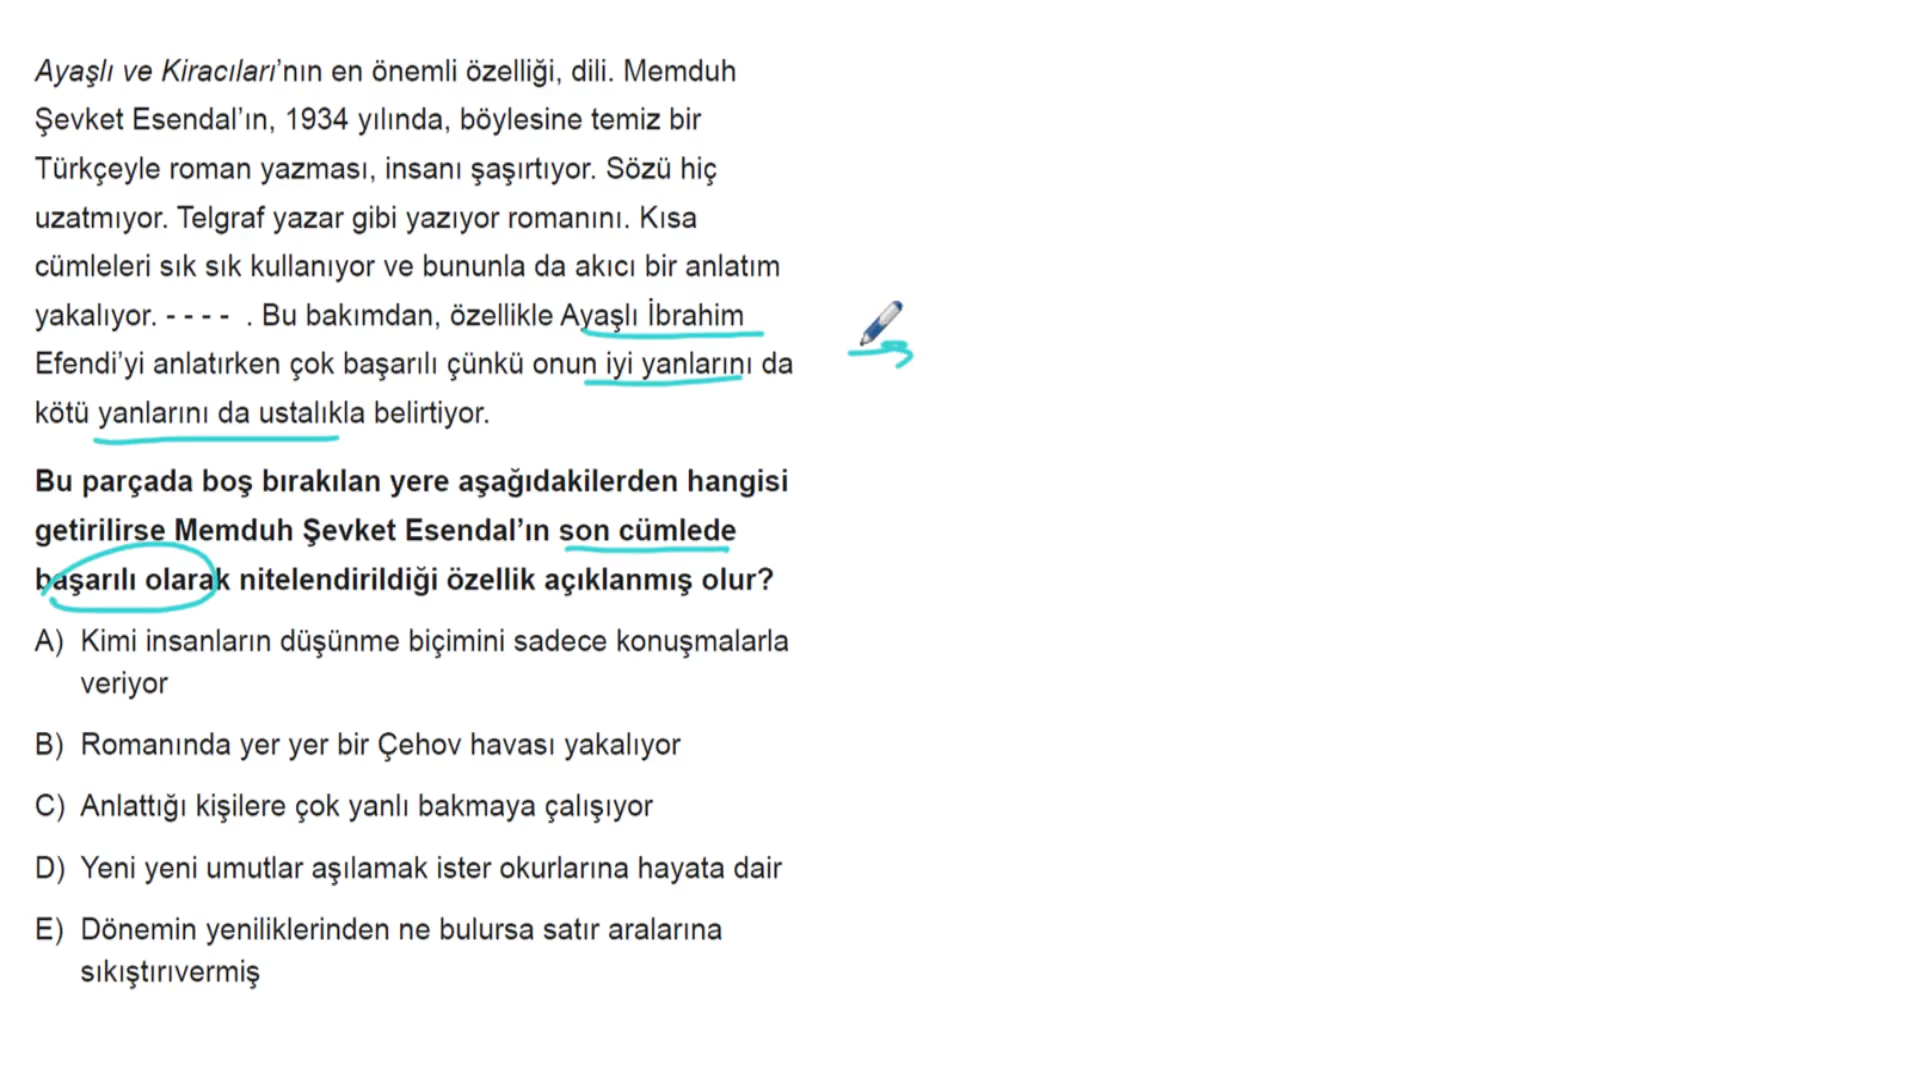 Ayaşlı ve Kiracıları’nın en önemli özelliği, dili. Memduh
Şevket Esendal’ın, 1934 yılında, böylesine temiz bir
Türkçeyle roman yazması, insanı şaşırtıyor. Sözü hiç
uzatmıyor. Telgraf yazar gibi yazıyor romanını. Kısa
cümleleri sık sık kullanıyor ve bununla da akıcı bir anlatım
yakalıyor. - - - - . Bu bakımdan, özellikle Ayaşlı İbrahim
Efendi’yi anlatırken çok başarılı çünkü onun iyi yanlarını da
kötü yanlarını da ustalıkla belirtiyor.
Bu parçada boş bırakılan yere aşağıdakilerden hangisi
getirilirse Memduh Şevket Esendal’ın son cümlede
başarılı olarak nitelendirildiği özellik açıklanmış olur?
A) Kimi insanların düşünme biçimini sadece konuşmalarla
veriyor
B) Romanında yer yer bir Çehov havası yakalıyor
C) Anlattığı kişilere çok yanlı bakmaya çalışıyor
D) Yeni yeni umutlar aşılamak ister okurlarına hayata dair
E) Dönemin yeniliklerinden ne bulursa satır aralarına
sıkıştırıvermiş